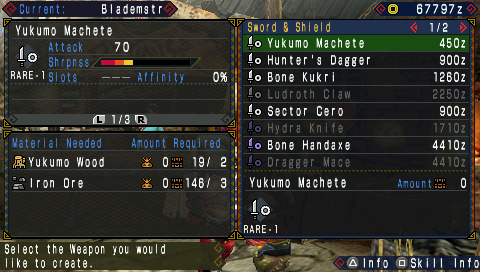 Current: Blademstr
67797z
Yukumo Machete
Attack 70
Shrpnss
RARE-1 Slots --- Affinity 0%
L 1/3 R
Material Needed Amount Required
Yukumo Wood 0 19/ 2
Iron Ore 0 146/ 3
Select the Weapon you would
like to create.
Sword & Shield 1/2
Yukumo Machete 450z
Hunter's Dagger 900z
Bone Kukri 1260z
Ludroth Claw 2250z
Sector Cero 900z
Hydra Knife 1710z
Bone Handaxe 4410z
Dragger Mace 4410z
Yukumo Machete Amount 0
RARE-1
Info Skill Info